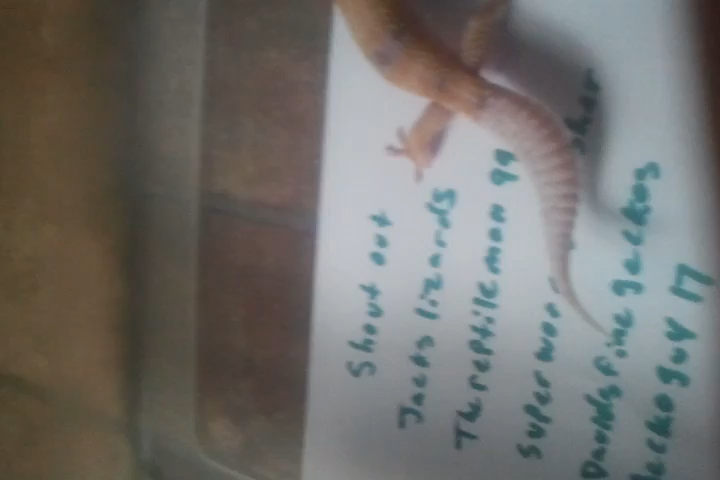 Shout out
Jacks lizards
Thereptileman 99
Davids fine geckos
geckoguy 17